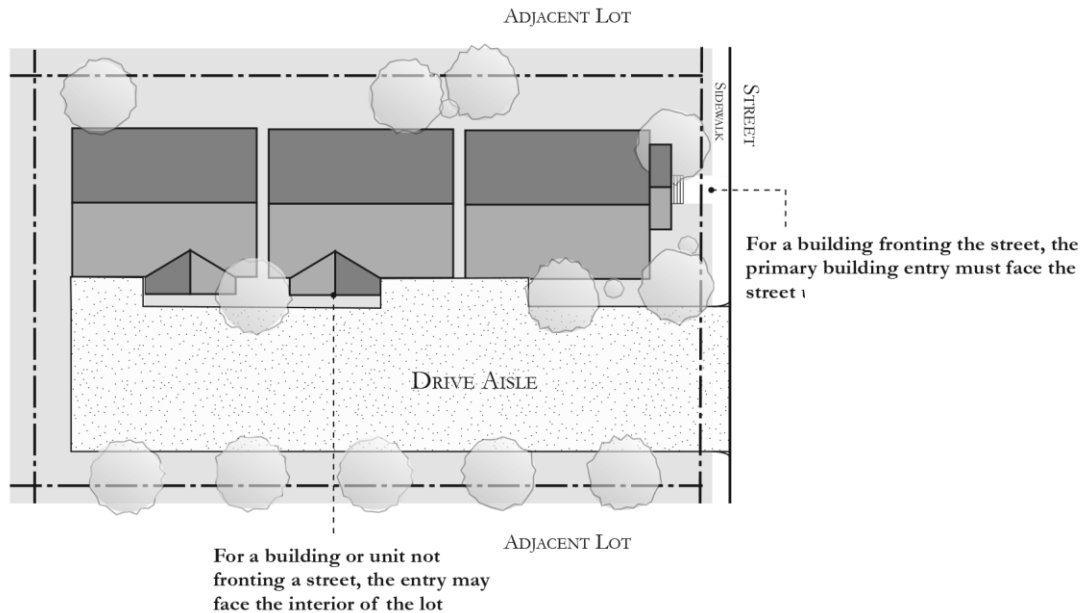 ADJACENT LOT
SIDEWALK
STREET
For a building fronting the street, the
primary building entry must face the
street
DRIVE AISLE
ADJACENT LOT
For a building or unit not
fronting a street, the entry may
face the interior of the lot